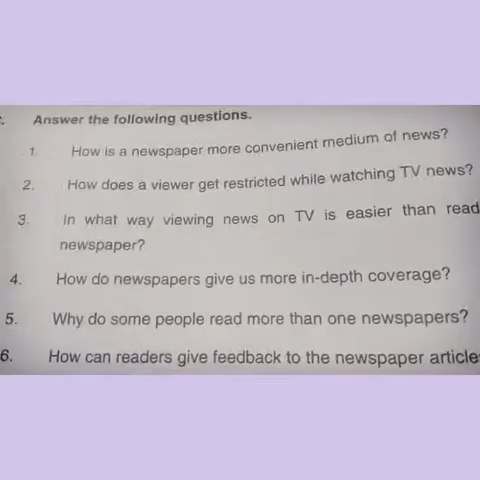 Answer the following questions.
1. How is a newspaper more convenient medium of news?
2. How does a viewer get restricted while watching TV news?
3. In what way viewing news on TV is easier than read
newspaper?
4. How do newspapers give us more in-depth coverage?
5. Why do some people read more than one newspapers?
6. How can readers give feedback to the newspaper article